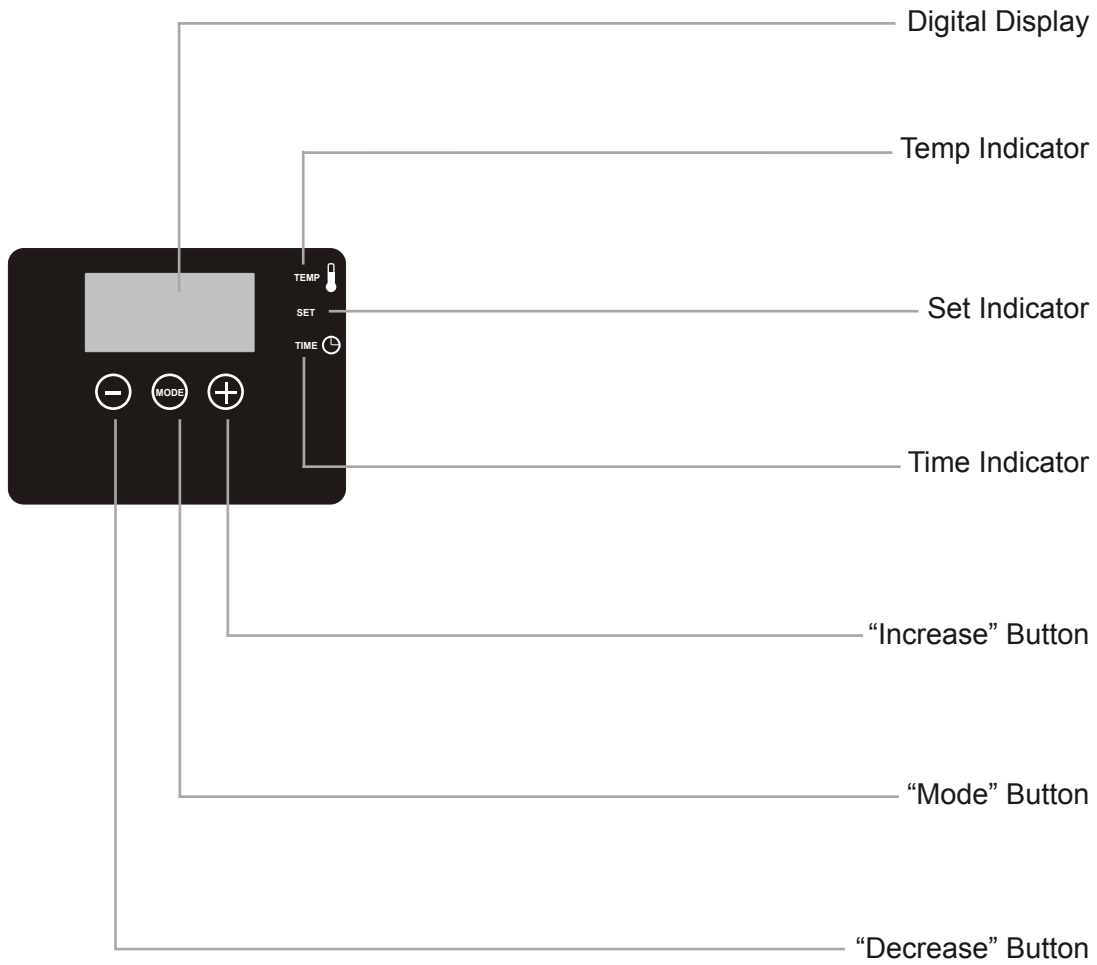 Digital Display
Temp Indicator
TEMP
SET
Set Indicator
TIME
MODE
Time Indicator
“Increase” Button
“Mode” Button
“Decrease” Button